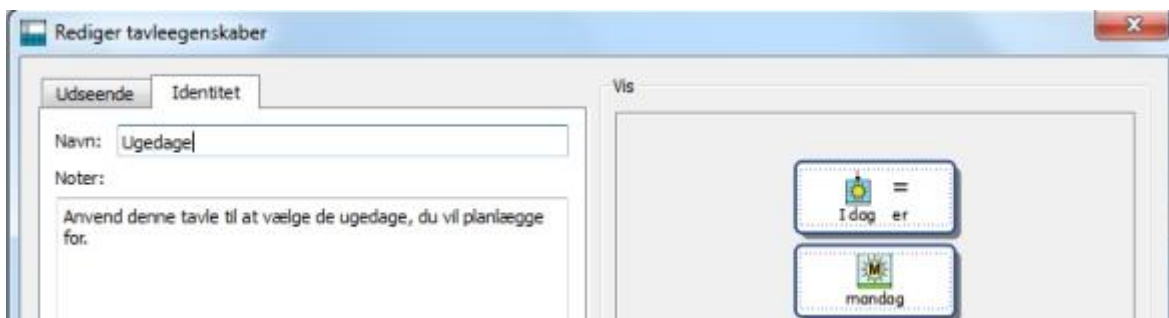 Rediger tavleegenskaber
Udseende Identitet
Navn: Ugedage
Noter:
Anvend denne tavle til at vælge de ugedage, du vil planlægge
for.
Vis
=
I dag er
M
mandag